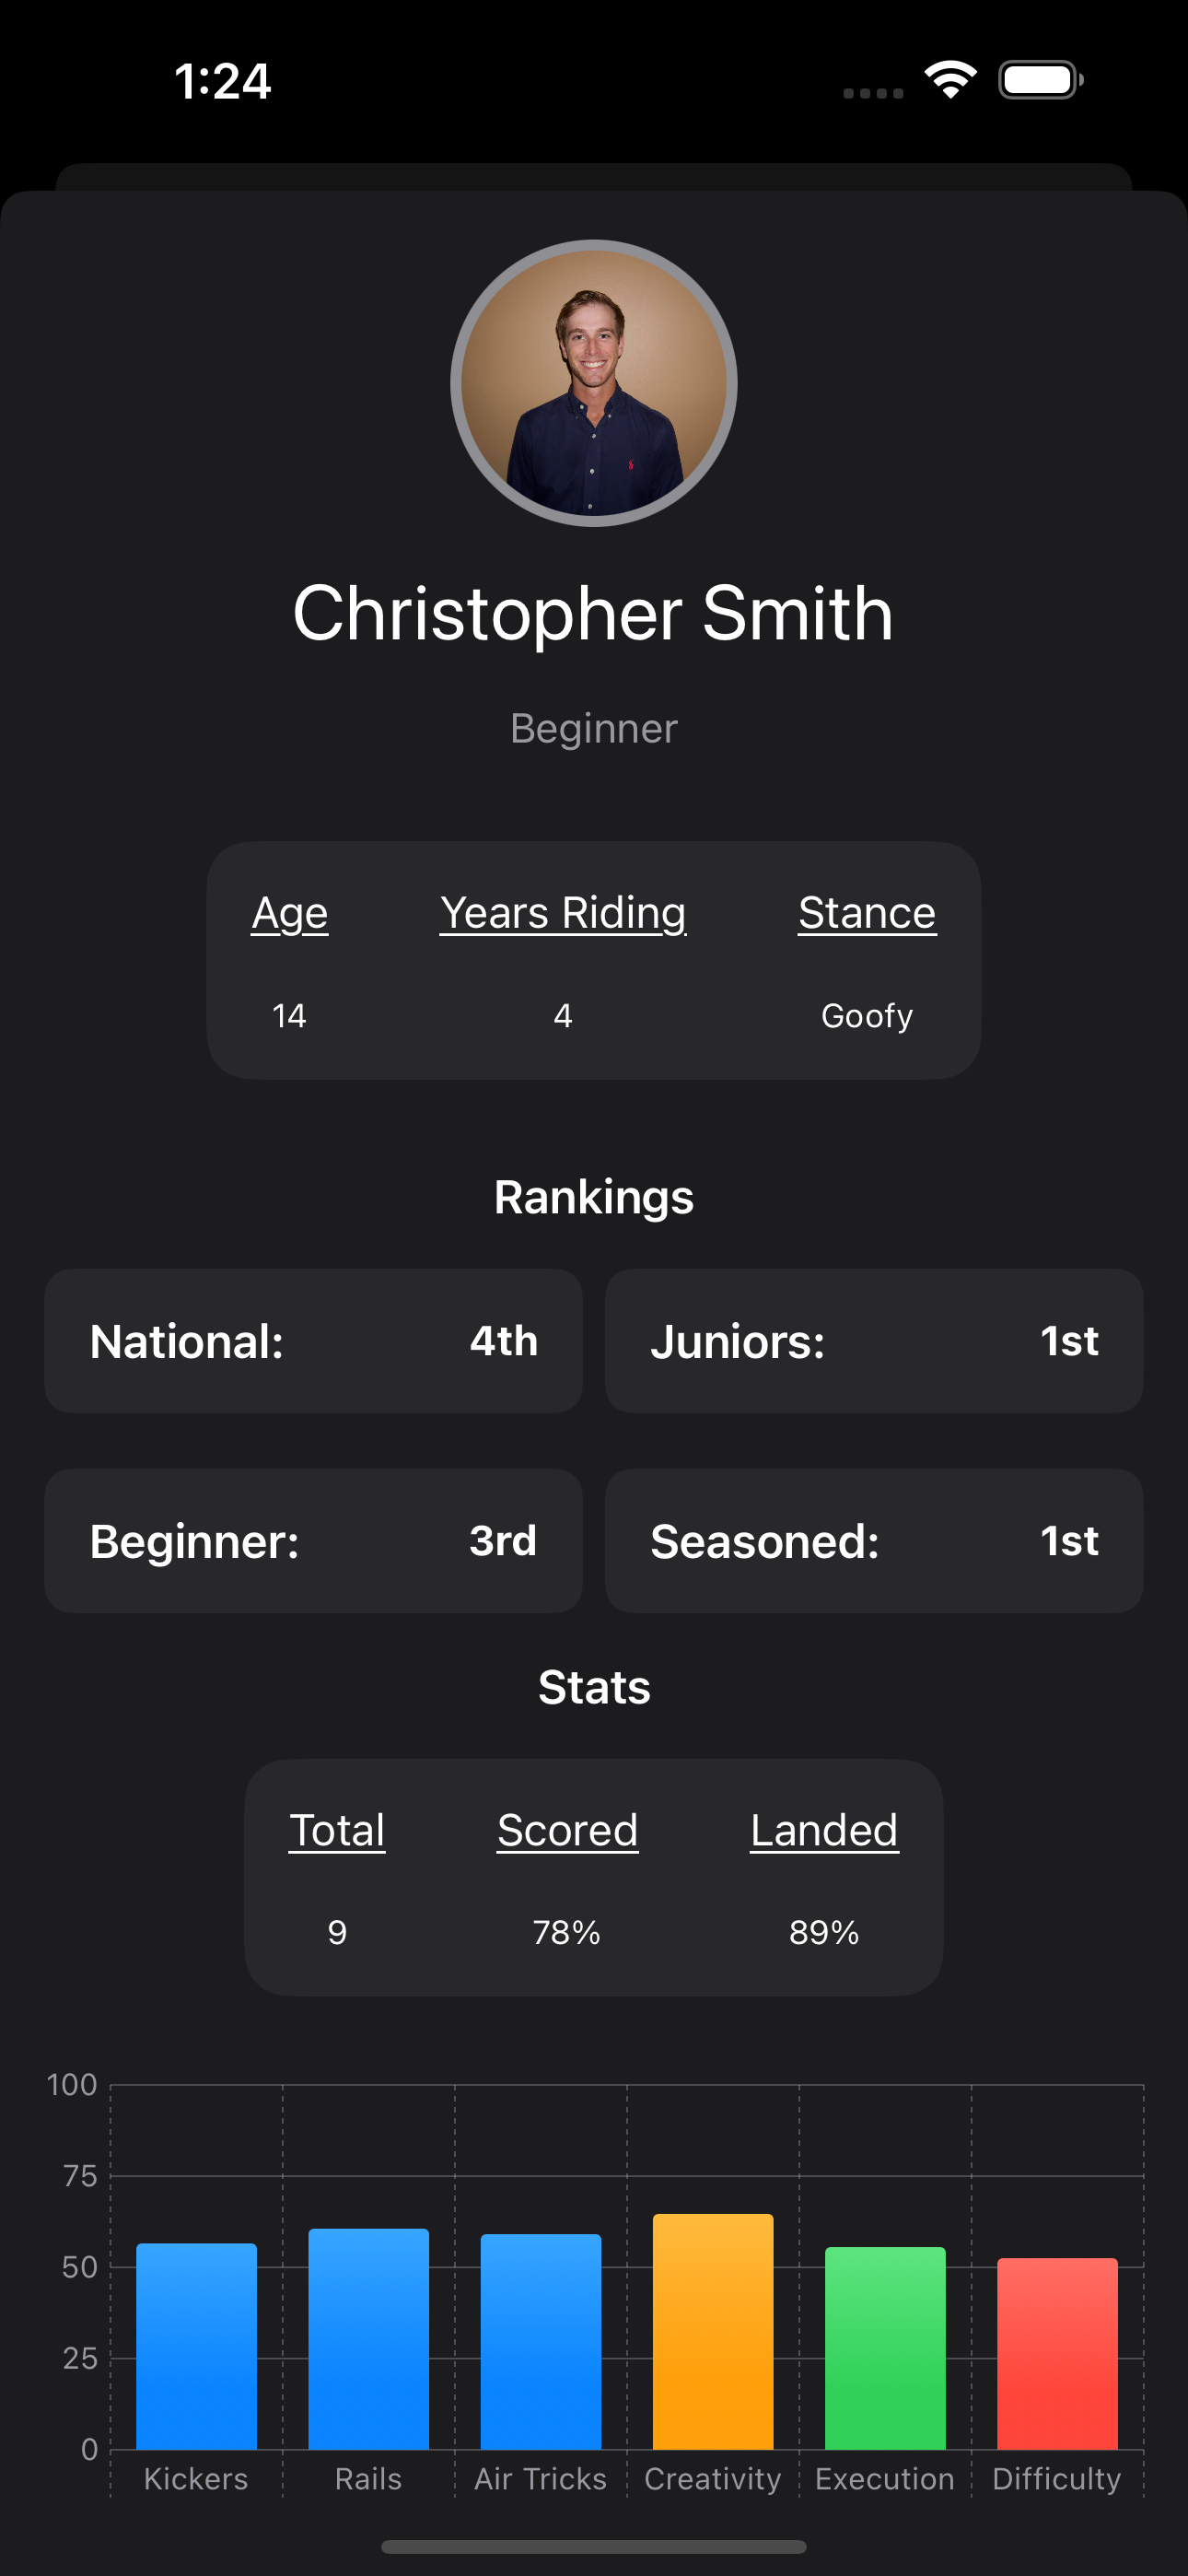 1:24
Christopher Smith
Beginner
Age Years Riding Stance
14 4 Goofy
Rankings
National: 4th Juniors: 1st
Beginner: 3rd Seasoned: 1st
Stats
Total Scored Landed
9 78% 89%
100
75
50
25
0
Kickers Rails Air Tricks Creativity Execution Difficulty